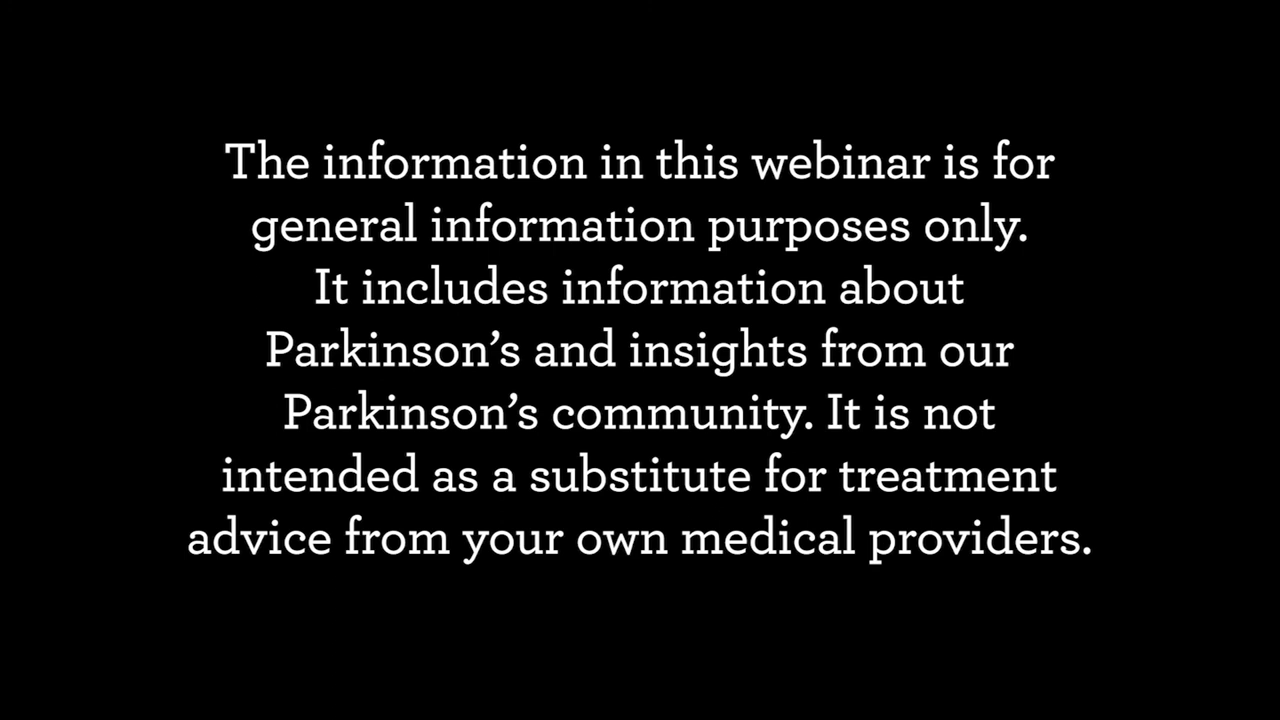 The information in this webinar is for
general information purposes only.
It includes information about
Parkinson’s and insights from our
Parkinson’s community. It is not
intended as a substitute for treatment
advice from your own medical providers.